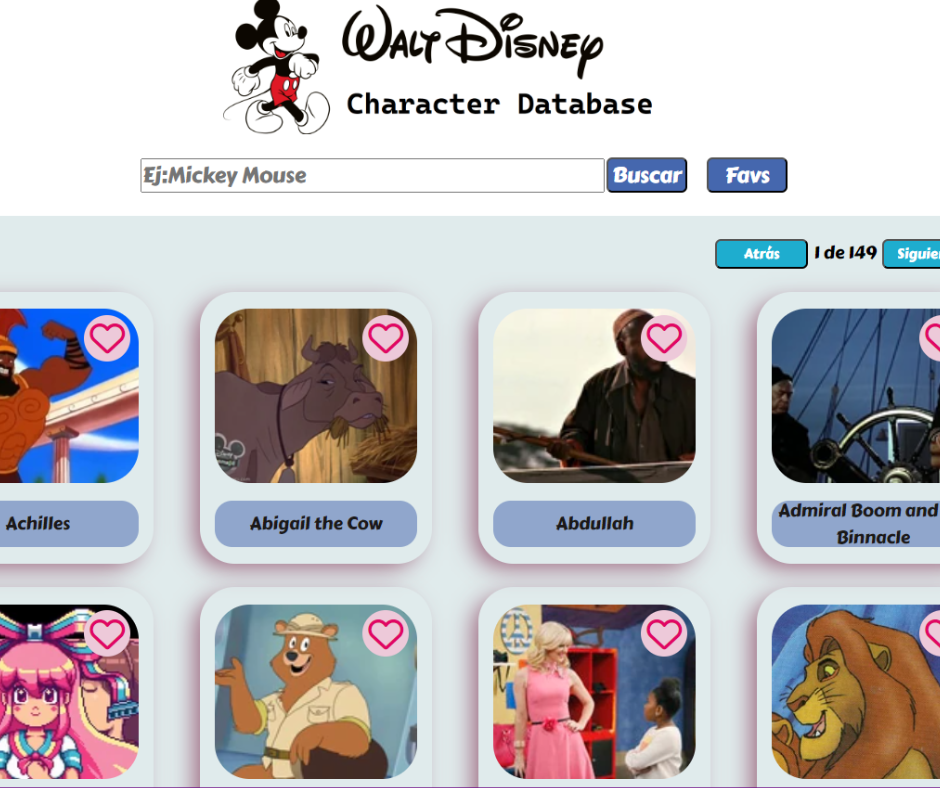 WALT DISNEY
Character Database
Ej:Mickey Mouse
Buscar
Favs
Atrás
1 de 149
Siguie
Achilles
Abigail the Cow
Abdullah
Admiral Boom and
Binnacle